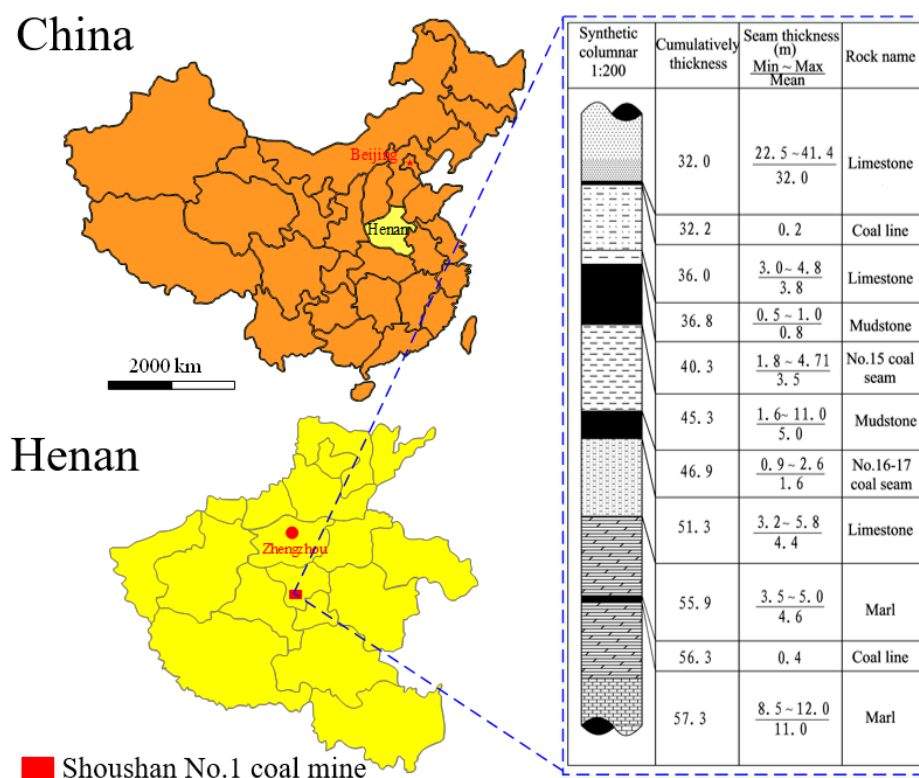 China
Beijing
Henan
2000 km
Henan
Zhengzhou
Shoushan No.1 coal mine
Synthetic
columnar
1:200
Cumulatively
thickness
Seam thickness
(m)
Min ~ Max
Mean
Rock name
32.0
22.5~41.4
32.0
Limestone
32.2
0.2
Coal line
36.0
3.0~4.8
3.8
Limestone
36.8
0.5~1.0
0.8
Mudstone
40.3
1.8~4.71
3.5
No.15 coal
seam
45.3
1.6~11.0
5.0
Mudstone
46.9
0.9~2.6
1.6
No.16-17
coal seam
51.3
3.2~5.8
4.4
Limestone
55.9
3.5~5.0
4.6
Marl
56.3
0.4
Coal line
57.3
8.5~12.0
11.0
Marl